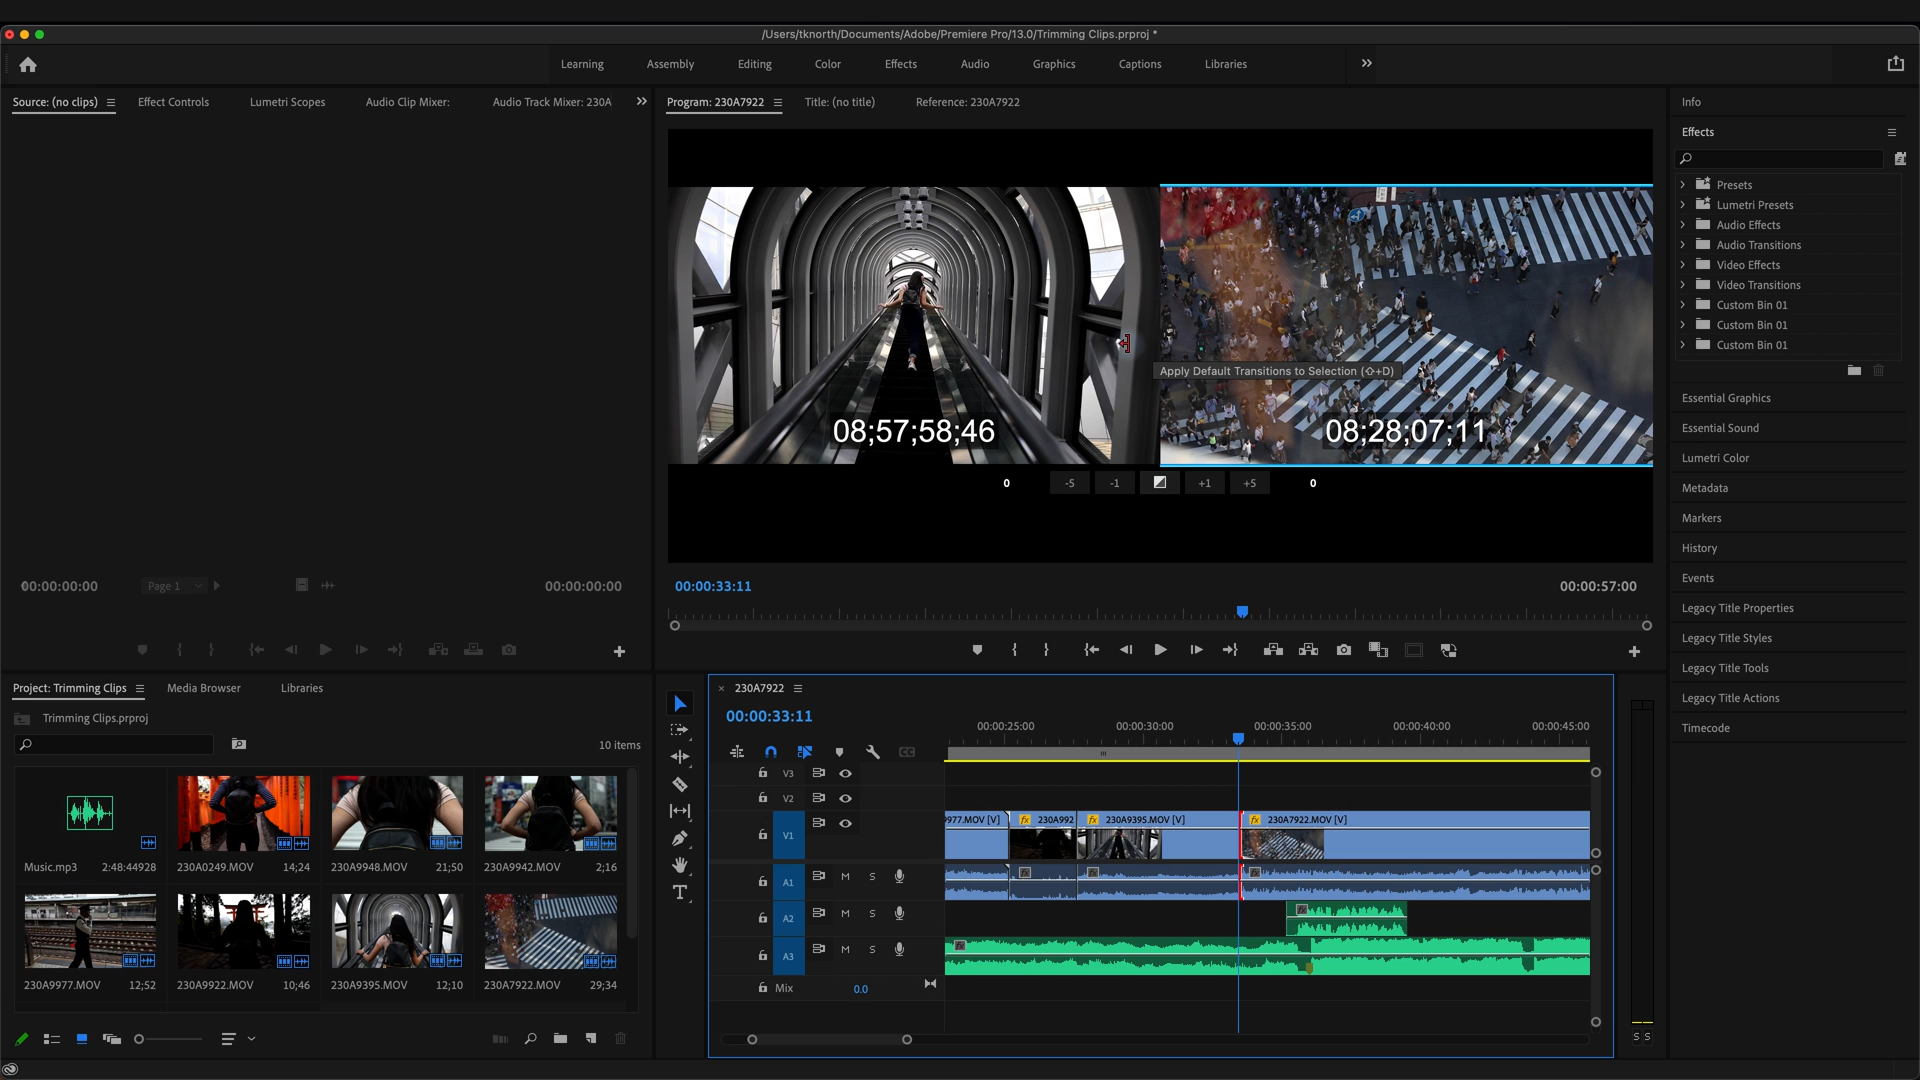 /Users/tknorth/Documents/Adobe/Premiere Pro/13.0/Trimming Clips.prproj *
Learning Assembly Editing Color Effects Audio Graphics Captions Libraries
Source: (no clips) Effect Controls Lumetri Scopes Audio Clip Mixer: Audio Track Mixer: 230A
Program: 230A7922 Title: (no title) Reference: 230A7922
08;57;58;46
08;28;07;11
Apply Default Transitions to Selection (⇧+D)
0 -5 -1 +1 +5 0
00:00:00:00 Page 1 00:00:00:00
00:00:33:11 00:00:57:00
Info
Effects
Presets
Lumetri Presets
Audio Effects
Audio Transitions
Video Effects
Video Transitions
Custom Bin 01
Custom Bin 01
Custom Bin 01
Essential Graphics
Essential Sound
Lumetri Color
Metadata
Markers
History
Events
Legacy Title Properties
Legacy Title Styles
Legacy Title Tools
Legacy Title Actions
Timecode
Project: Trimming Clips Media Browser Libraries
Trimming Clips.prproj
10 items
Music.mp3 2:48:44928
230A0249.MOV 14;24
230A9948.MOV 21;50
230A9942.MOV 2;16
230A9977.MOV 12;52
230A9922.MOV 10;46
230A9395.MOV 12;10
230A7922.MOV 29;34
× 230A7922
00:00:33:11
00:00:25:00 00:00:30:00 00:00:35:00 00:00:40:00 00:00:45:00
V3
V2
V1
9977.MOV [V] fx 230A992 fx 230A9395.MOV [V] fx 230A7922.MOV [V]
A1 M S
A2 M S
A3 M S
Mix 0.0
S S